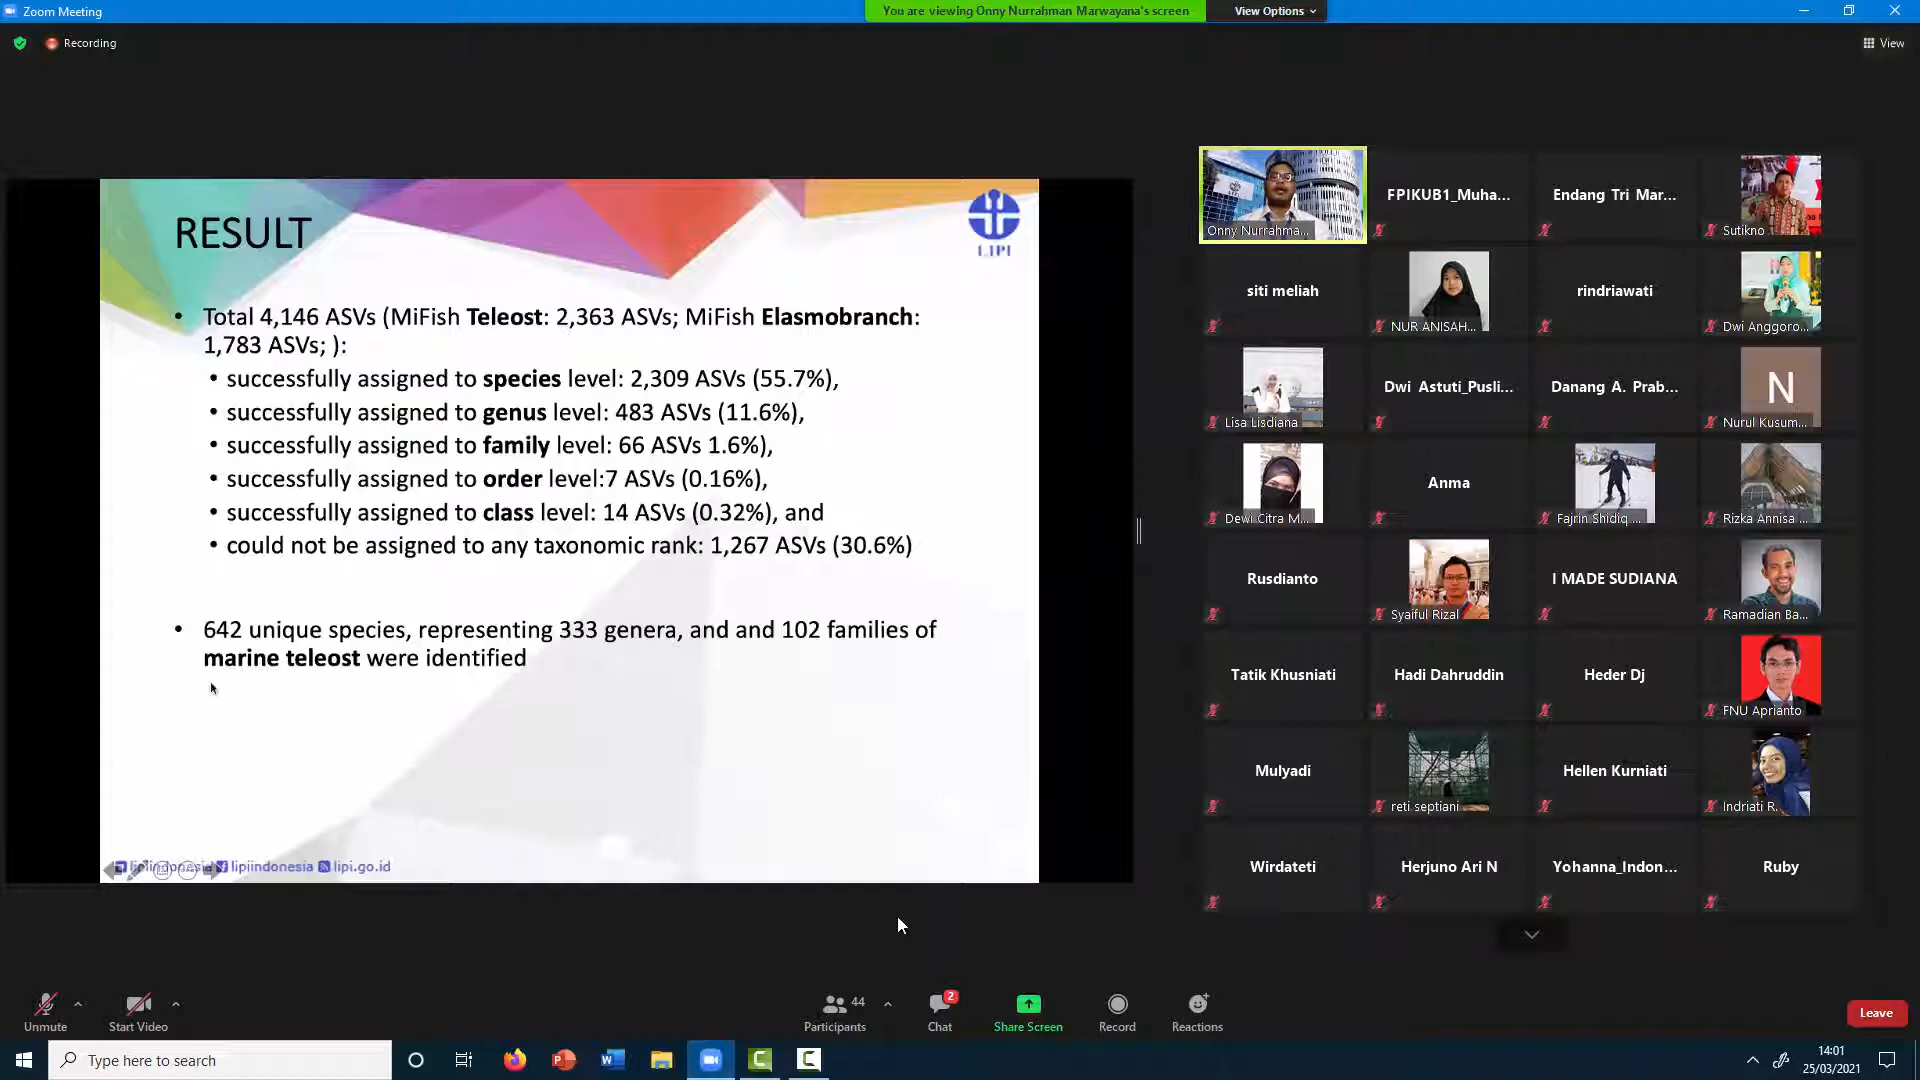 Zoom Meeting
You are viewing Onny Nurrahman Marwayana's screen
View Options
Recording
View
RESULT
LIPI
• Total 4,146 ASVs (MiFish Teleost: 2,363 ASVs; MiFish Elasmobranch:
1,783 ASVs; ):
• successfully assigned to species level: 2,309 ASVs (55.7%),
• successfully assigned to genus level: 483 ASVs (11.6%),
• successfully assigned to family level: 66 ASVs 1.6%),
• successfully assigned to order level:7 ASVs (0.16%),
• successfully assigned to class level: 14 ASVs (0.32%), and
• could not be assigned to any taxonomic rank: 1,267 ASVs (30.6%)
• 642 unique species, representing 333 genera, and and 102 families of
marine teleost were identified
lipiindonesia lipiindonesia lipi.go.id
Onny Nurrahma...
FPIKUB1_Muha...
Endang Tri Mar...
Sutikno
siti meliah
NUR ANISAH...
rindriawati
Dwi Anggoro...
Lisa Lisdiana
Dwi Astuti_Pusli...
Danang A. Prab...
N
Nurul Kusum...
Dewi Citra M...
Anma
Fajrin Shidiq ...
Rizka Annisa ...
Rusdianto
Syaiful Rizal
I MADE SUDIANA
Ramadian Ba...
Tatik Khusniati
Hadi Dahruddin
Heder Dj
FNU Aprianto
Mulyadi
reti septiani
Hellen Kurniati
Indriati R.
Wirdateti
Herjuno Ari N
Yohanna_Indon...
Ruby
Unmute
Start Video
44
Participants
2
Chat
Share Screen
Record
Reactions
Leave
Type here to search
14:01
25/03/2021